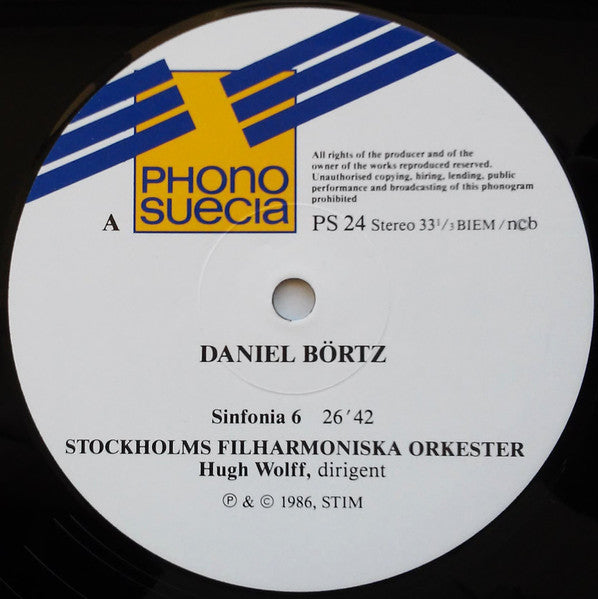 All rights of the producer and of the
owner of the works reproduced reserved.
Unauthorised copying, hiring, lending, public
performance and broadcasting of this phonogram
prohibited
PHONO
SUECIA
A
PS 24 Stereo 33 1/3 BIEM / ncb
DANIEL BÖRTZ
Sinfonia 6 26′42
STOCKHOLMS FILHARMONISKA ORKESTER
Hugh Wolff, dirigent
℗ & © 1986, STIM